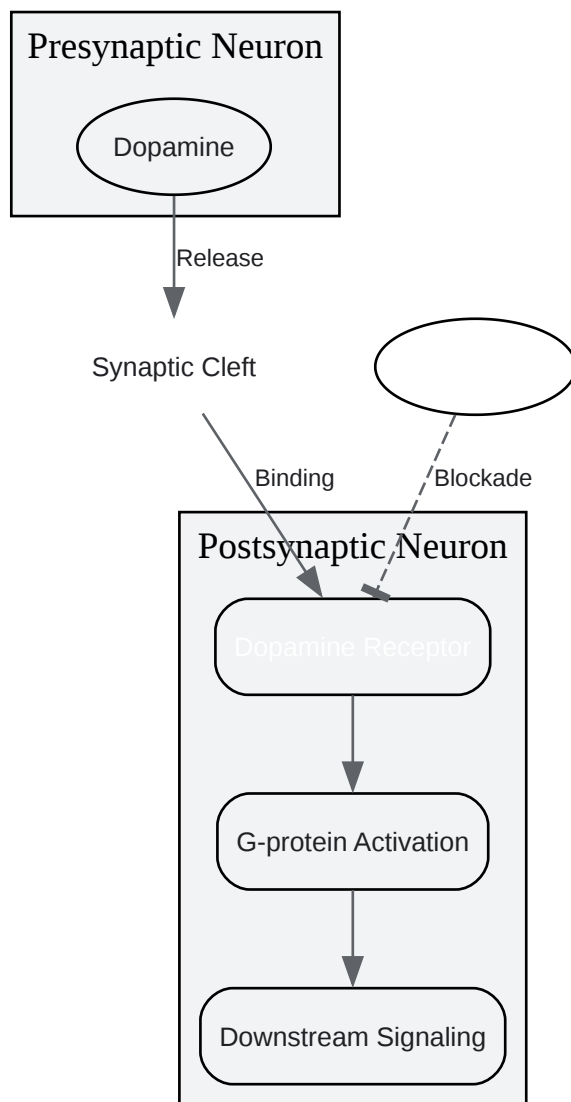 Presynaptic Neuron
Dopamine
Release
Synaptic Cleft
Binding
Blockade
Postsynaptic Neuron
Dopamine Receptor
G-protein Activation
Downstream Signaling